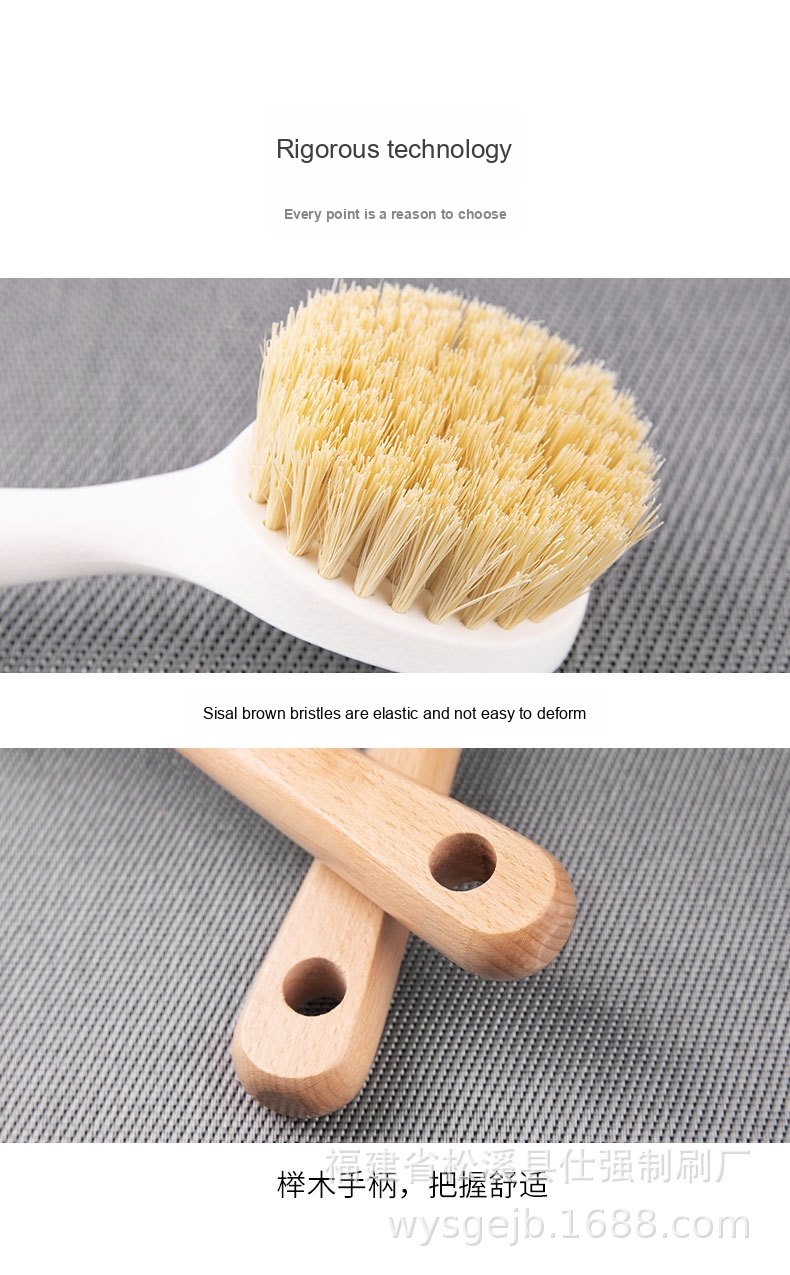 Rigorous technology
Every point is a reason to choose
Sisal brown bristles are elastic and not easy to deform
福建省松溪县仕强制刷厂
榉木手柄，把握舒适
wysgejb.1688.com